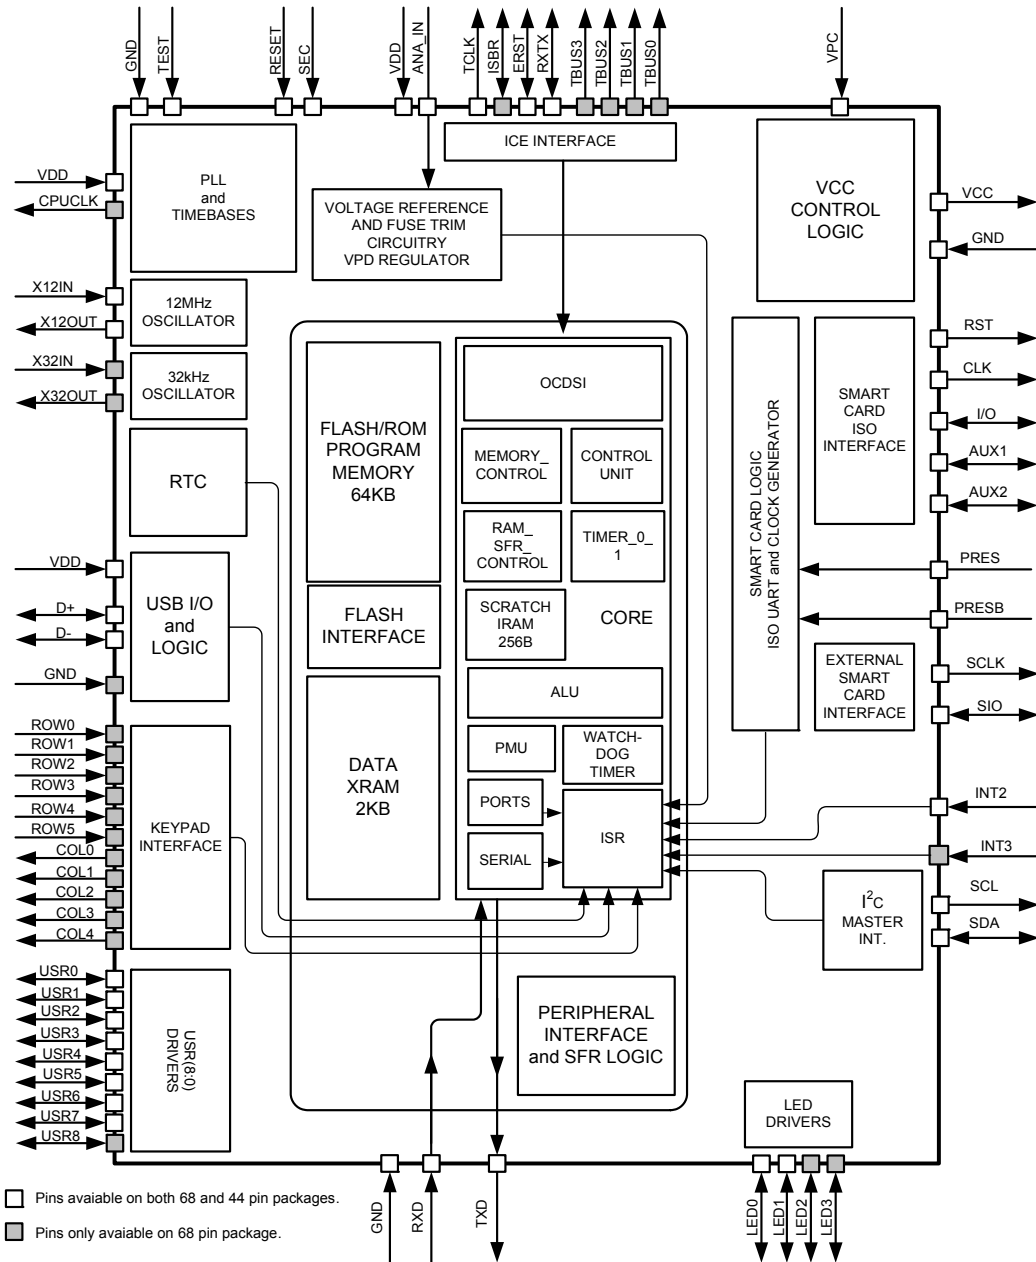 GND
TEST
RESET
SEC
VDD
ANA_IN
TCLK
ISBR
ERST
RXTX
TBUS3
TBUS2
TBUS1
TBUS0
VPC
ICE INTERFACE
PLL
and
TIMEBASES
VOLTAGE REFERENCE
AND FUSE TRIM
CIRCUITRY
VPD REGULATOR
VCC
CONTROL
LOGIC
VDD
CPUCLK
VCC
GND
X12IN
X12OUT
12MHz
OSCILLATOR
X32IN
X32OUT
32kHz
OSCILLATOR
RTC
FLASH/ROM
PROGRAM
MEMORY
64KB
OCDSI
MEMORY_
CONTROL
CONTROL
UNIT
RAM_
SFR_
CONTROL
TIMER_0_
1
SCRATCH
IRAM
256B
CORE
SMART CARD LOGIC
ISO UART and CLOCK GENERATOR
SMART
CARD
ISO
INTERFACE
RST
CLK
I/O
AUX1
AUX2
PRES
PRESB
VDD
D+
D-
GND
USB I/O
and
LOGIC
FLASH
INTERFACE
EXTERNAL
SMART
CARD
INTERFACE
SCLK
SIO
ALU
PMU
WATCH-
DOG
TIMER
DATA
XRAM
2KB
PORTS
SERIAL
ISR
ROW0
ROW1
ROW2
ROW3
ROW4
ROW5
COL0
COL1
COL2
COL3
COL4
KEYPAD
INTERFACE
INT2
INT3
I2C
MASTER
INT.
SCL
SDA
USR0
USR1
USR2
USR3
USR4
USR5
USR6
USR7
USR8
USR(8:0)
DRIVERS
PERIPHERAL
INTERFACE
and SFR LOGIC
LED
DRIVERS
GND
RXD
TXD
LED0
LED1
LED2
LED3
Pins avaiable on both 68 and 44 pin packages.
Pins only avaiable on 68 pin package.